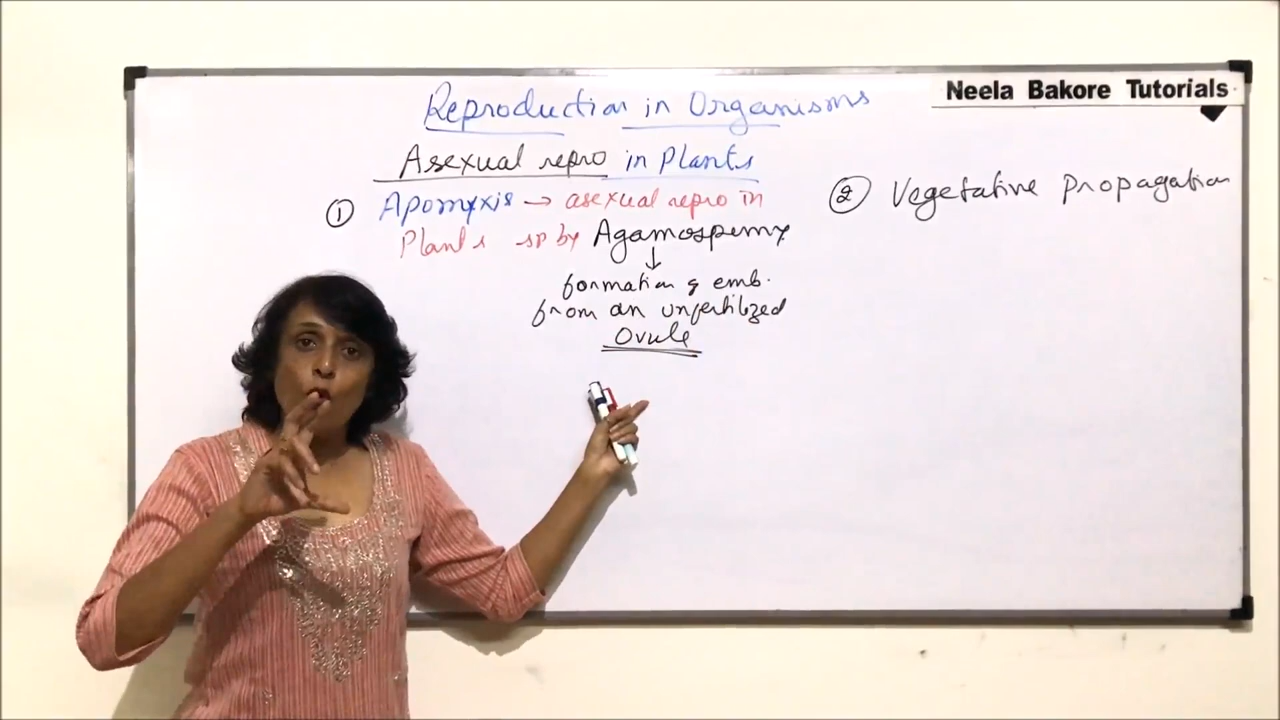 Neela Bakore Tutorials
Reproduction in Organisms
Asexual repro in Plants
① Apomyxis → asexual repro in
Plants sp by Agamospermy
↓
formation of emb.
from an unfertilized
Ovule
② Vegetative Propagation